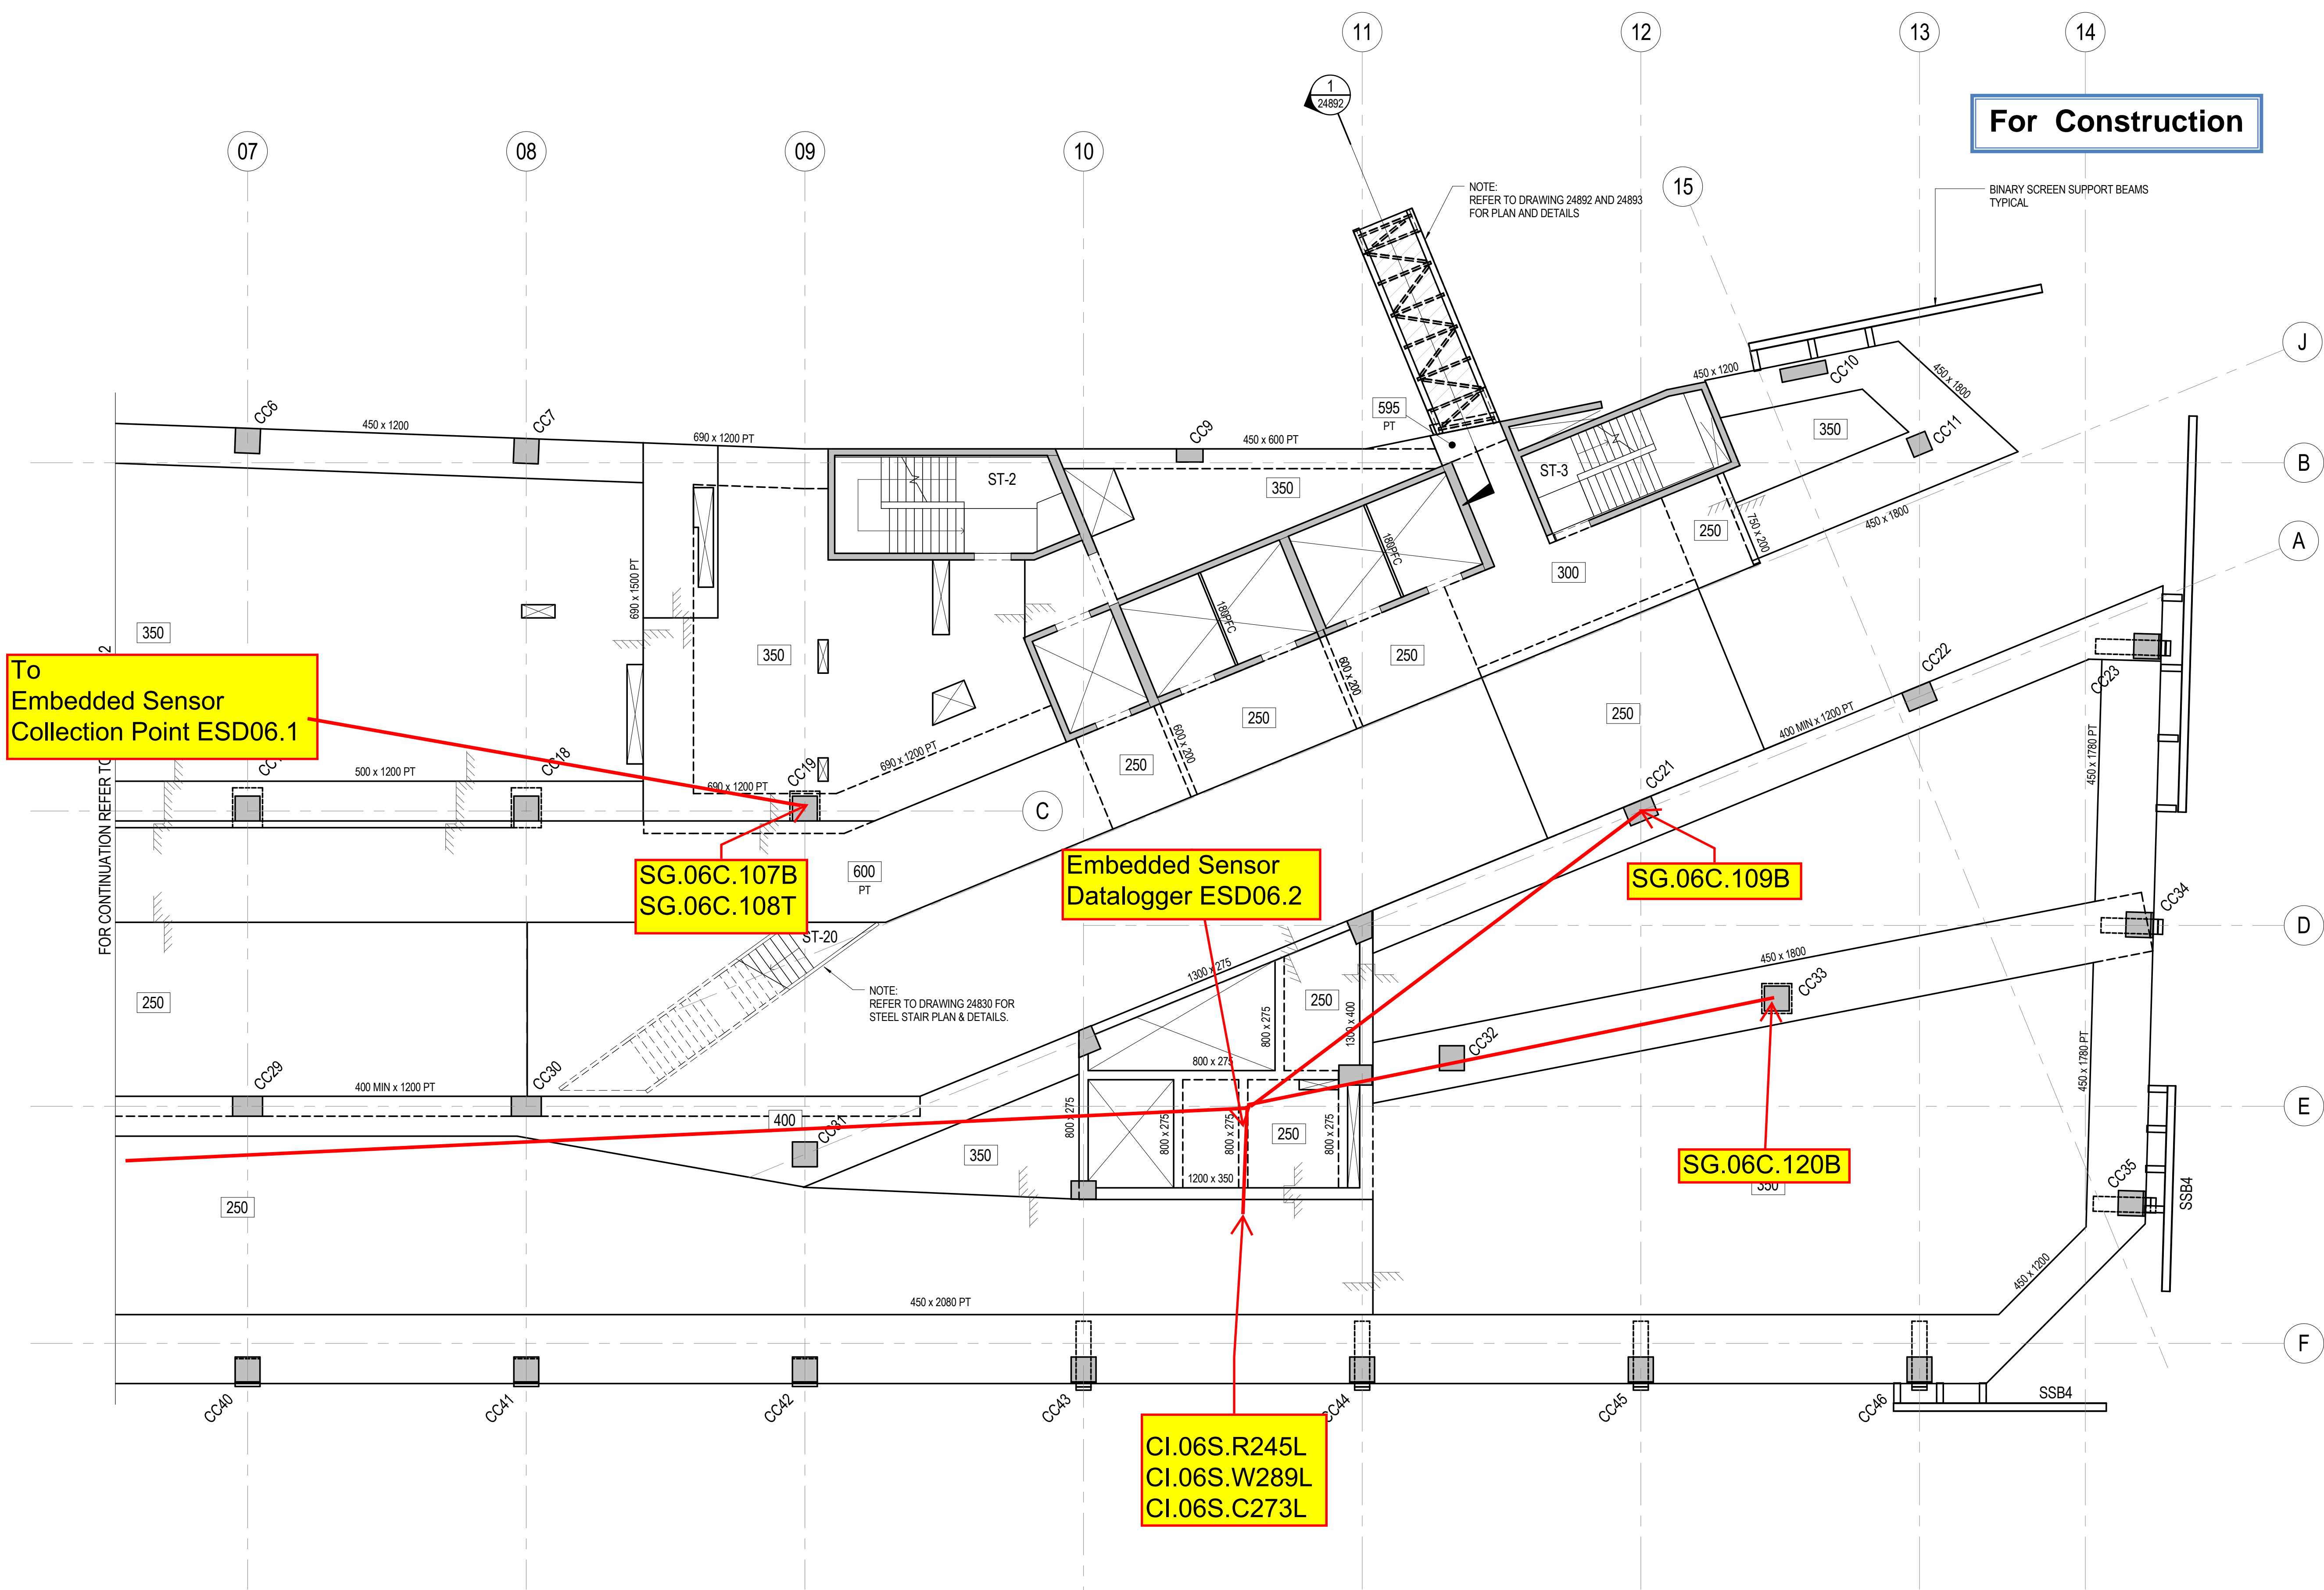 11
12
13
14
1
24892
For Construction
07
08
09
10
15
NOTE:
REFER TO DRAWING 24892 AND 24893
FOR PLAN AND DETAILS
BINARY SCREEN SUPPORT BEAMS
TYPICAL
J
450 x 1200
CC10
450 x 1800
CC6
450 x 1200
CC7
690 x 1200 PT
CC9
450 x 600 PT
595
PT
350
CC11
B
ST-2
350
ST-3
250
750 x 200
450 x 1800
A
180PFC
300
690 x 1500 PT
180PFC
350
350
250
600 x 200
CC22
CC23
To
Embedded Sensor
Collection Point ESD06.1
FOR CONTINUATION REFER TO
2
250
250
400 MIN x 1200 PT
600 x 200
690 x 1200 PT
250
450 x 1780 PT
500 x 1200 PT
CC18
CC19
690 x 1200 PT
CC21
C
SG.06C.107B
SG.06C.108T
600
PT
Embedded Sensor
Datalogger ESD06.2
SG.06C.109B
CC34
D
ST-20
1300 x 275
450 x 1800
CC33
NOTE:
REFER TO DRAWING 24830 FOR
STEEL STAIR PLAN & DETAILS.
250
250
800 x 275
1300 x 400
CC32
800 x 275
450 x 1780 PT
CC29
400 MIN x 1200 PT
CC30
E
400
CC31
800 x 275
800 x 275
800 x 275
250
800 x 275
350
SG.06C.120B
350
CC35
SSB4
1200 x 350
250
450 x 1200
450 x 2080 PT
F
CC40
CC41
CC42
CC43
CC44
CC45
CC46
SSB4
CI.06S.R245L
CI.06S.W289L
CI.06S.C273L